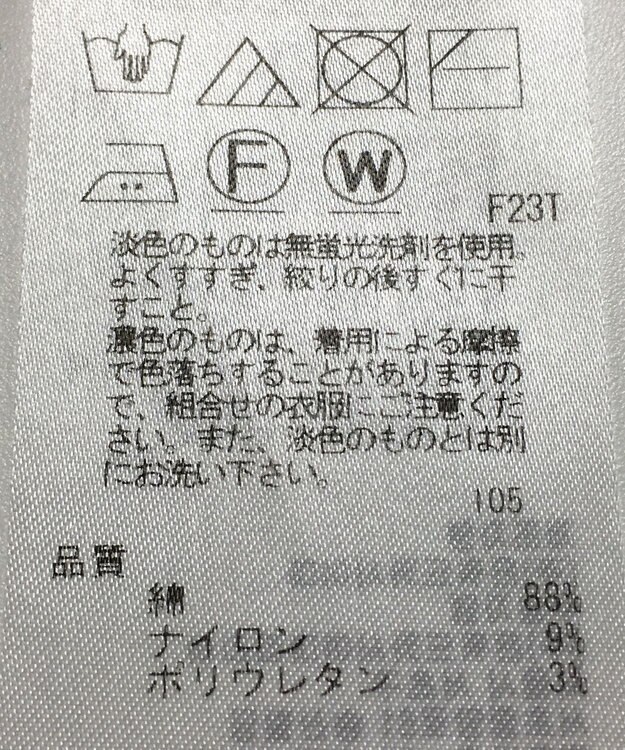 F
W
F23T
淡色のものは無蛍光洗剤を使用。
よくすすぎ、絞りの後すぐに干
すこと。
濃色のものは、着用による摩擦
で色落ちすることがありますの
で、組合せの衣服にご注意くだ
さい。また、淡色のものとは別
にお洗い下さい。
105
品質
綿 88%
ナイロン 9%
ポリウレタン 3%